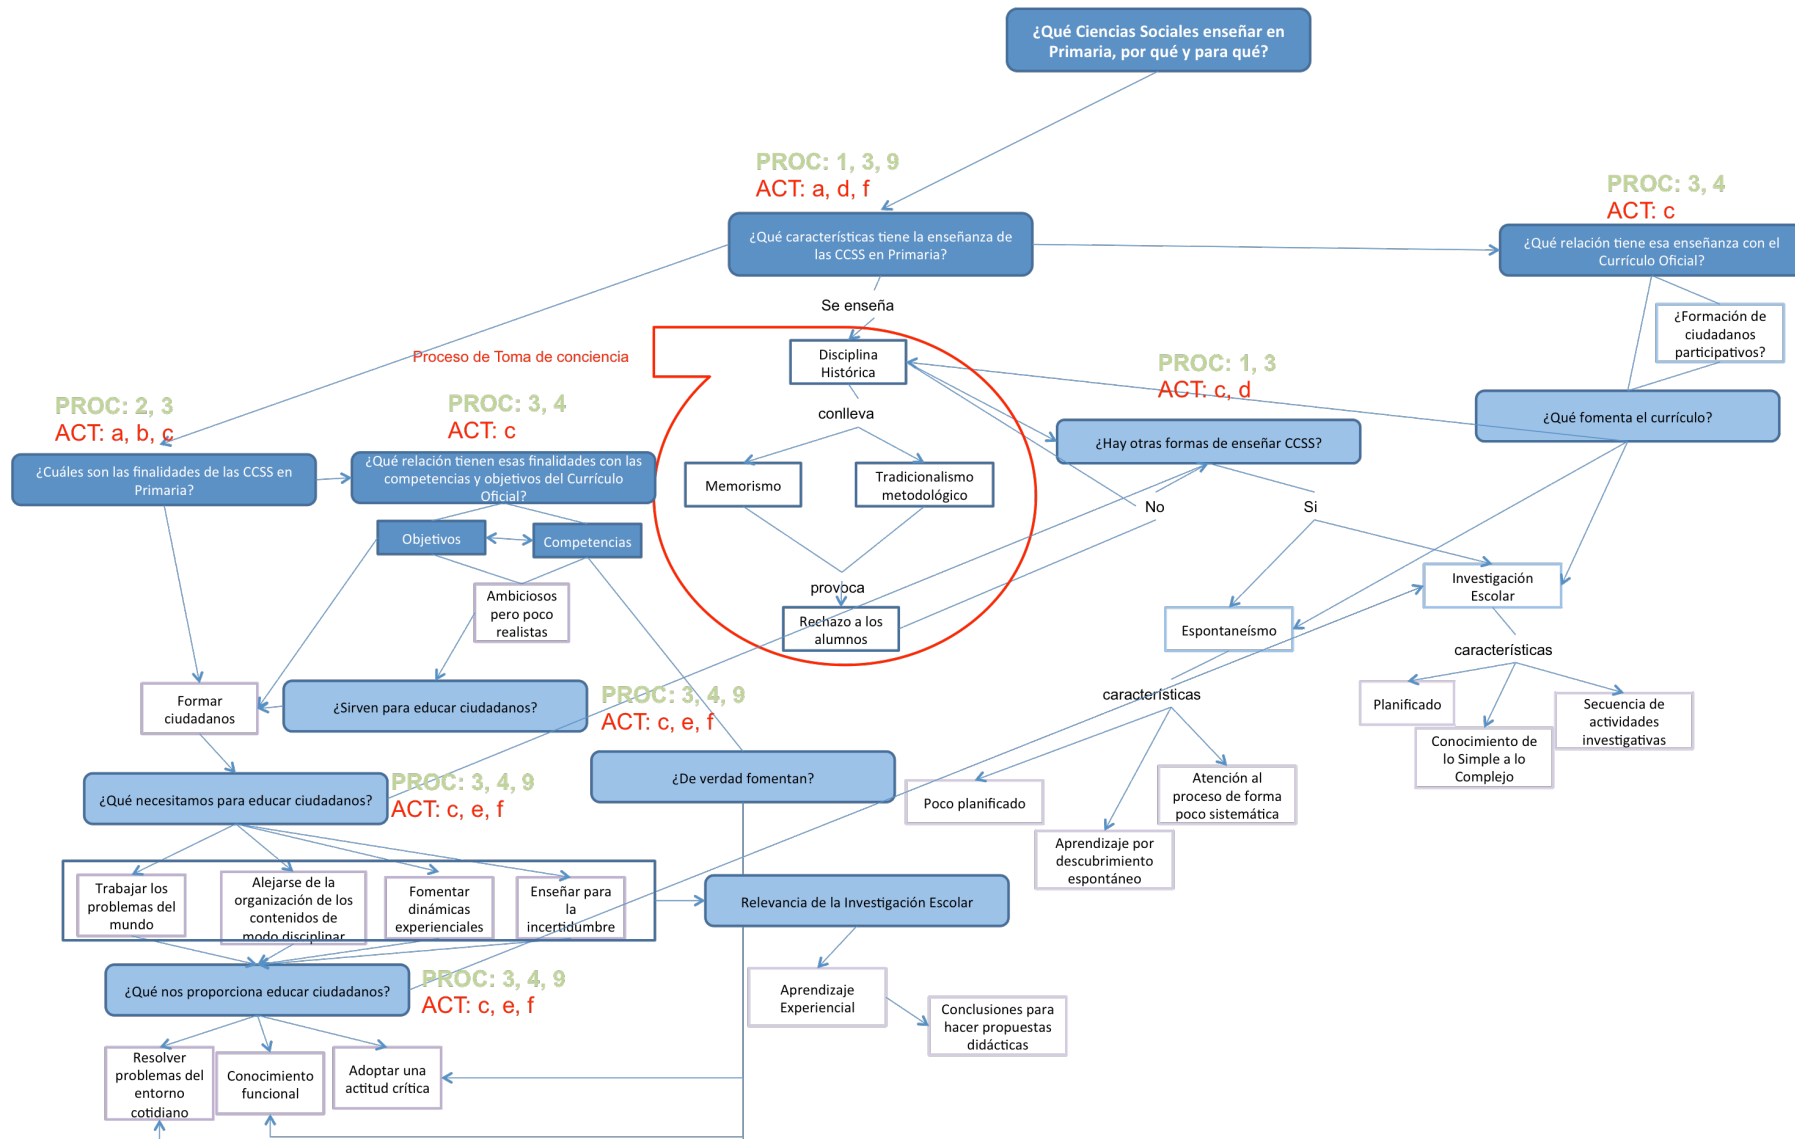 ¿Qué Ciencias Sociales enseñar en
Primaria, por qué y para qué?
PROC: 1, 3, 9
ACT: a, d, f
PROC: 3, 4
ACT: c
¿Qué características tiene la enseñanza de
las CCSS en Primaria?
¿Qué relación tiene esa enseñanza con el
Currículo Oficial?
Se enseña
¿Formación de
ciudadanos
participativos?
Proceso de Toma de conciencia
Disciplina
Histórica
PROC: 1, 3
ACT: c, d
PROC: 2, 3
ACT: a, b, c
PROC: 3, 4
ACT: c
conlleva
¿Qué fomenta el currículo?
¿Hay otras formas de enseñar CCSS?
¿Cuáles son las finalidades de las CCSS en
Primaria?
¿Qué relación tienen esas finalidades con las
competencias y objetivos del Currículo
Oficial?
Memorismo
Tradicionalismo
metodológico
No
Si
Objetivos
Competencias
provoca
Investigación
Escolar
Ambiciosos
pero poco
realistas
Rechazo a los
alumnos
Espontaneísmo
características
Formar
ciudadanos
¿Sirven para educar ciudadanos?
PROC: 3, 4, 9
ACT: c, e, f
características
Planificado
Secuencia de
actividades
investigativas
Conocimiento de
lo Simple a lo
Complejo
¿Qué necesitamos para educar ciudadanos?
PROC: 3, 4, 9
ACT: c, e, f
¿De verdad fomentan?
Poco planificado
Atención al
proceso de forma
poco sistemática
Aprendizaje por
descubrimiento
espontáneo
Trabajar los
problemas del
mundo
Alejarse de la
organización de los
contenidos de
modo disciplinar
Fomentar
dinámicas
experienciales
Enseñar para
la
incertidumbre
Relevancia de la Investigación Escolar
¿Qué nos proporciona educar ciudadanos?
PROC: 3, 4, 9
ACT: c, e, f
Aprendizaje
Experiencial
Conclusiones para
hacer propuestas
didácticas
Resolver
problemas del
entorno
cotidiano
Conocimiento
funcional
Adoptar una
actitud crítica